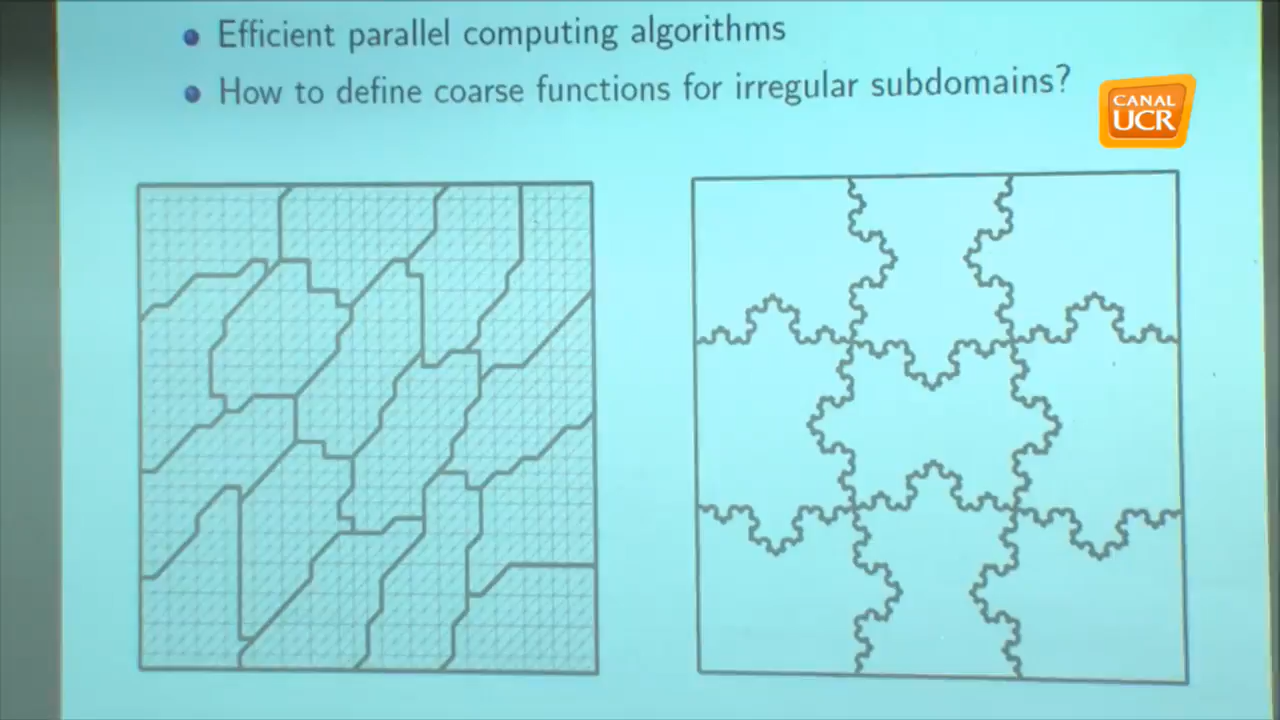 Efficient parallel computing algorithms
How to define coarse functions for irregular subdomains?
CANAL
UCR